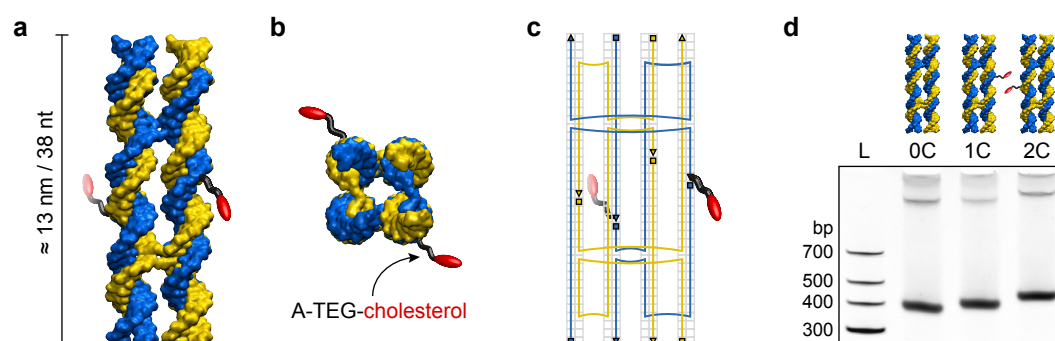 a
b
c
d
≈ 13 nm / 38 nt
A-TEG-cholesterol
L 0C 1C 2C
bp
700
500
400
300